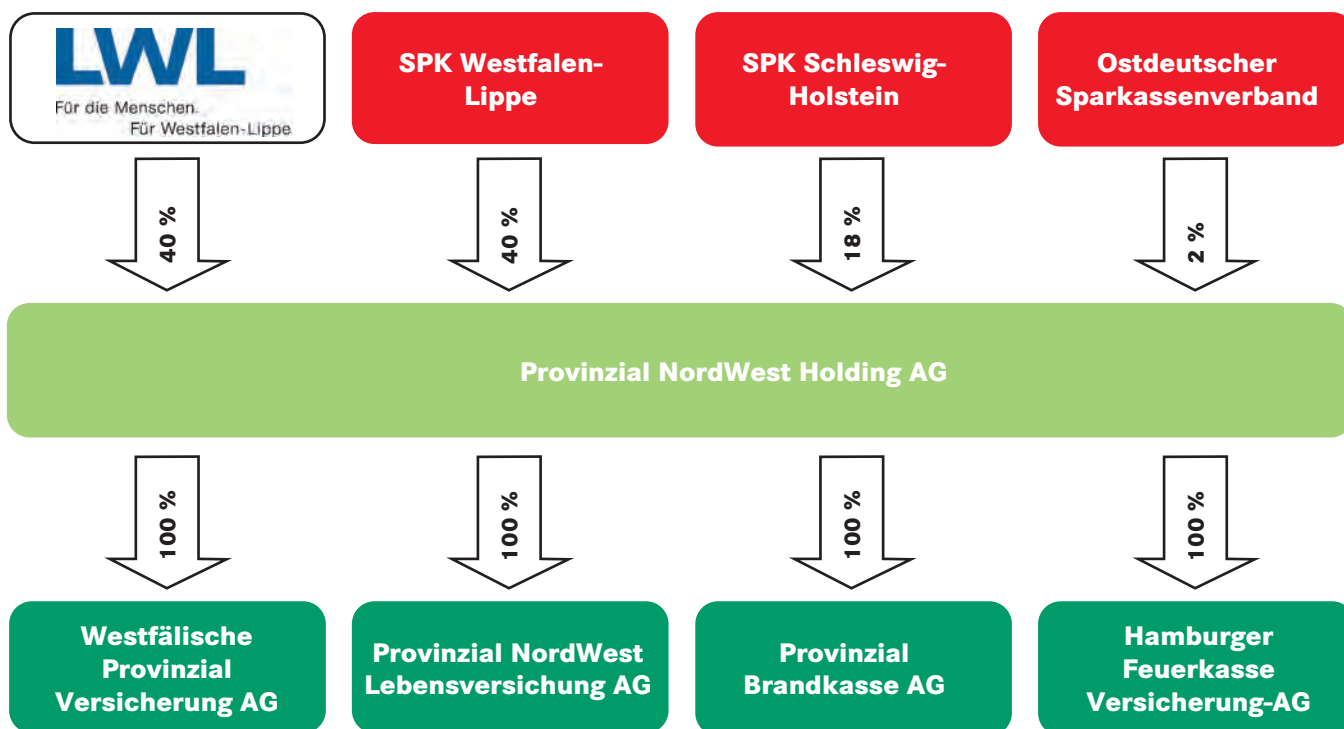 LWL
Für die Menschen.
Für Westfalen-Lippe
SPK Westfalen-
Lippe
SPK Schleswig-
Holstein
Ostdeutscher
Sparkassenverband
40 %
40 %
18 %
2 %
Provinzial NordWest Holding AG
100 %
100 %
100 %
100 %
Westfälische
Provinzial
Versicherung AG
Provinzial NordWest
Lebensversichung AG
Provinzial
Brandkasse AG
Hamburger
Feuerkasse
Versicherung-AG